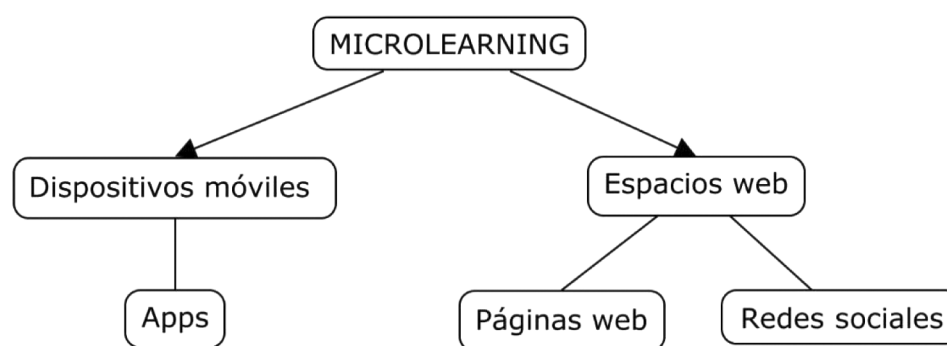 MICROLEARNING
Dispositivos móviles
Espacios web
Apps
Páginas web
Redes sociales